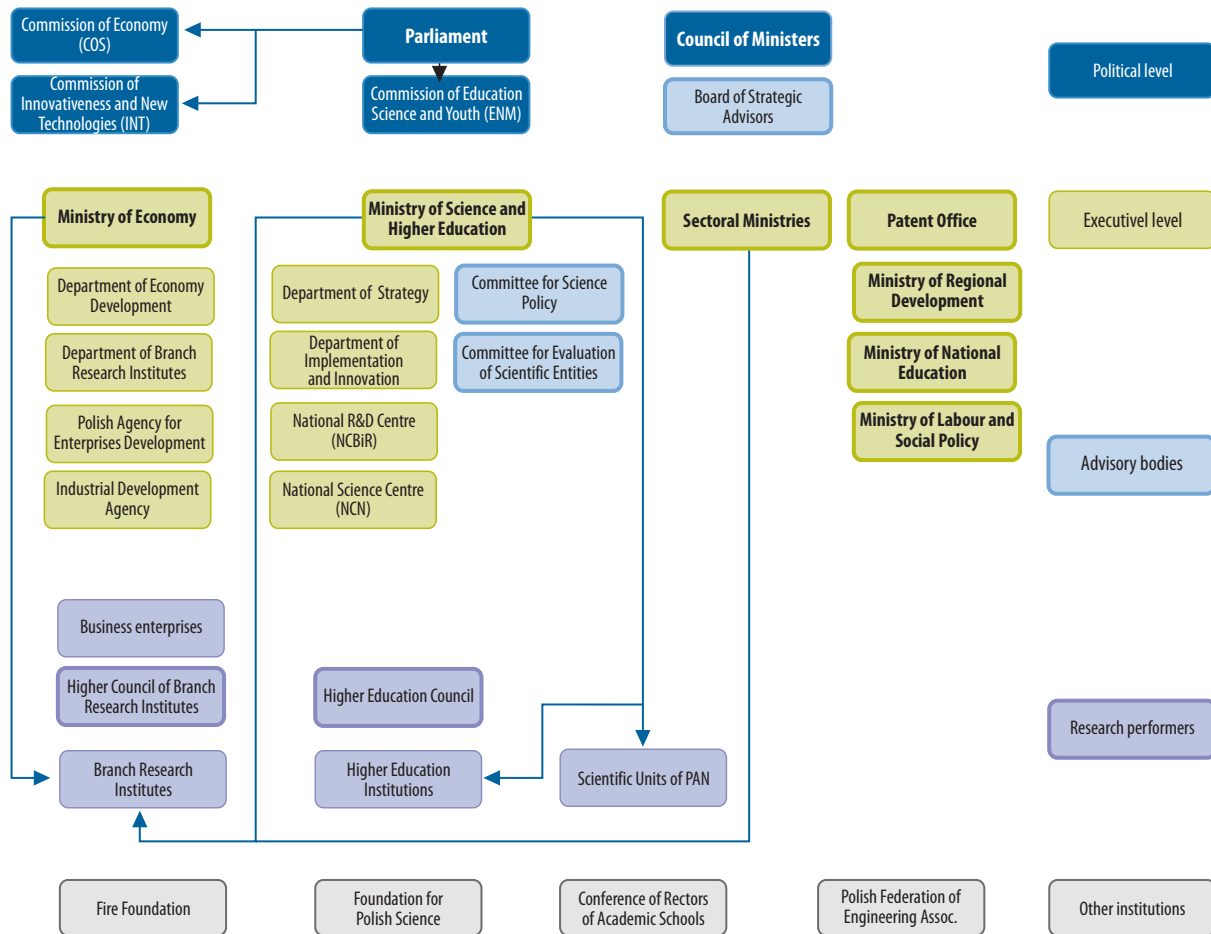 Commission of Economy
(COS)
Parliament
Council of Ministers
Political level
Commission of
Innovativeness and New
Technologies (INT)
Commission of Education
Science and Youth (ENM)
Board of Strategic
Advisors
Ministry of Economy
Ministry of Science and
Higher Education
Sectoral Ministries
Patent Office
Executivel level
Department of Economy
Development
Department of Strategy
Committee for Science
Policy
Ministry of Regional
Development
Department of Branch
Research Institutes
Department of
Implementation
and Innovation
Committee for Evaluation
of Scientific Entities
Ministry of National
Education
Polish Agency for
Enterprises Development
National R&D Centre
(NCBiR)
Ministry of Labour and
Social Policy
Advisory bodies
Industrial Development
Agency
National Science Centre
(NCN)
Business enterprises
Higher Council of Branch
Research Institutes
Higher Education Council
Research performers
Branch Research
Institutes
Higher Education
Institutions
Scientific Units of PAN
Fire Foundation
Foundation for
Polish Science
Conference of Rectors
of Academic Schools
Polish Federation of
Engineering Assoc.
Other institutions